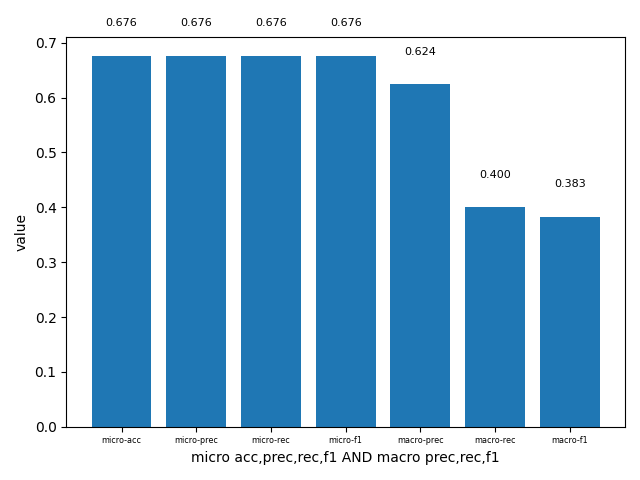 0.676 0.676 0.676 0.676
0.624
0.400
0.383
0.7
0.6
0.5
0.4
0.3
0.2
0.1
0.0
value
micro-acc micro-prec micro-rec micro-f1 macro-prec macro-rec macro-f1
micro acc,prec,rec,f1 AND macro prec,rec,f1